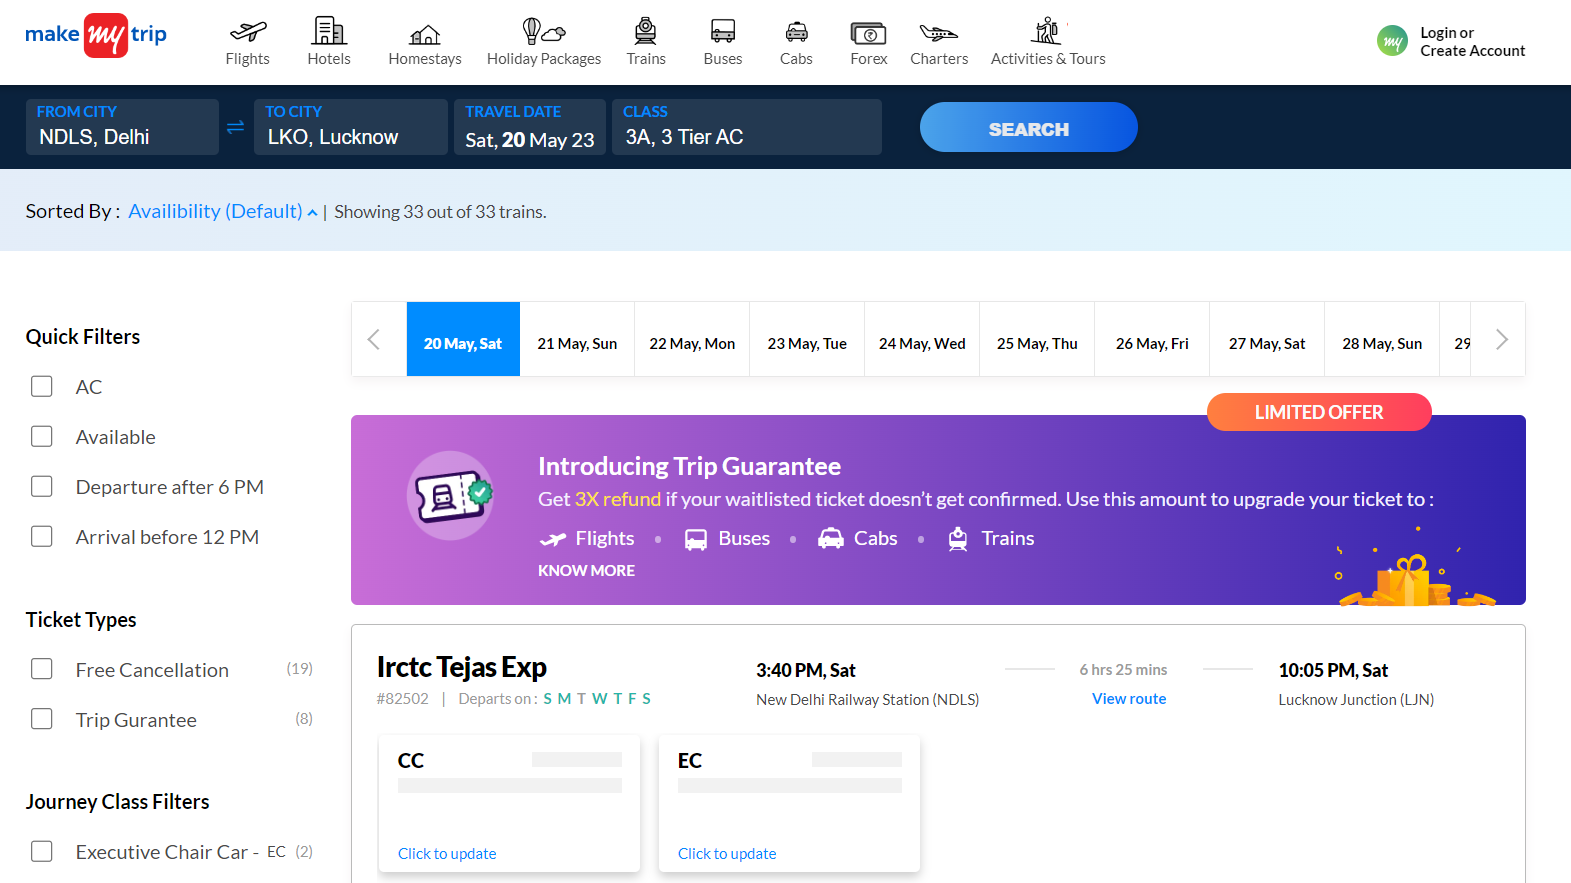 make my trip
Flights
Hotels
Homestays
Holiday Packages
Trains
Buses
Cabs
Forex
Charters
Activities & Tours
my
Login or
Create Account
FROM CITY
NDLS, Delhi
TO CITY
LKO, Lucknow
TRAVEL DATE
Sat, 20 May 23
CLASS
3A, 3 Tier AC
SEARCH
Sorted By : Availibility (Default) | Showing 33 out of 33 trains.
Quick Filters
AC
Available
Departure after 6 PM
Arrival before 12 PM
Ticket Types
Free Cancellation (19)
Trip Gurantee (8)
Journey Class Filters
Executive Chair Car - EC (2)
20 May, Sat
21 May, Sun
22 May, Mon
23 May, Tue
24 May, Wed
25 May, Thu
26 May, Fri
27 May, Sat
28 May, Sun
29
LIMITED OFFER
Introducing Trip Guarantee
Get 3X refund if your waitlisted ticket doesn’t get confirmed. Use this amount to upgrade your ticket to :
Flights • Buses • Cabs • Trains
KNOW MORE
Irctc Tejas Exp
#82502 | Departs on : S M T W T F S
3:40 PM, Sat
New Delhi Railway Station (NDLS)
6 hrs 25 mins
View route
10:05 PM, Sat
Lucknow Junction (LJN)
CC
Click to update
EC
Click to update